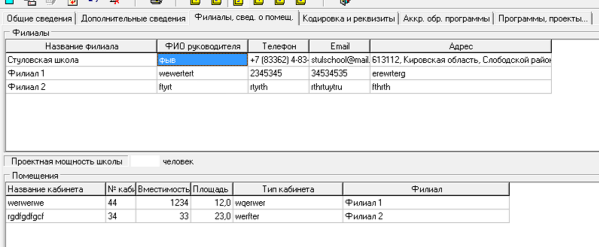 Общие сведения Дополнительные сведения Филиалы, свед. о помещ. Кодировка и реквизиты Аккр. обр. программы Программы, проекты...
Филиалы
Название филиала ФИО руководителя Телефон Email Адрес
Стуловская школа фыв +7 (83362) 4-83- stulschool@mail. 613112, Кировская область, Слободской район
Филиал 1 wewertert 2345345 34534535 erewrterg
Филиал 2 ftyrt rtyrth rthrtuytru fthrth
Проектная мощность школы человек
Помещения
Название кабинета № каби Вместимость Площадь Тип кабинета Филиал
werwerwe 44 1234 12,0 wqerwer Филиал 1
rgdfgdfgcf 34 33 23,0 werfter Филиал 2